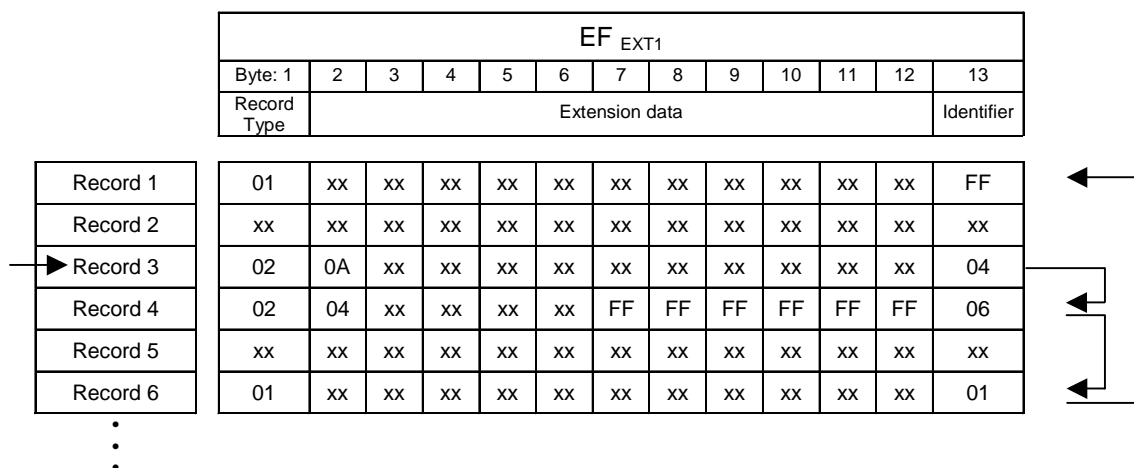 EF EXT1
Byte: 1 2 3 4 5 6 7 8 9 10 11 12 13
Record Type Extension data Identifier
Record 1 01 xx xx xx xx xx xx xx xx xx xx xx FF
Record 2 xx xx xx xx xx xx xx xx xx xx xx xx xx
Record 3 02 0A xx xx xx xx xx xx xx xx xx xx 04
Record 4 02 04 xx xx xx xx FF FF FF FF FF FF 06
Record 5 xx xx xx xx xx xx xx xx xx xx xx xx xx
Record 6 01 xx xx xx xx xx xx xx xx xx xx xx 01